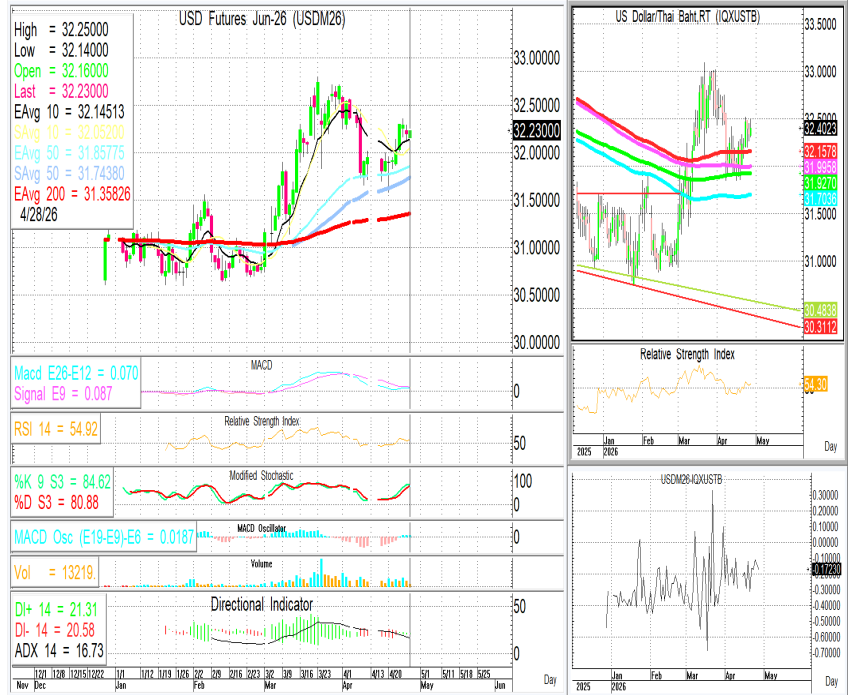 USD Futures Jun-26 (USDM26)
High = 32.25000
Low = 32.14000
Open = 32.16000
Last = 32.23000
EAvg 10 = 32.14513
SAvg 10 = 32.05200
EAvg 50 = 31.85775
SAvg 50 = 31.74380
EAvg 200 = 31.35826
4/28/26
33.00000
32.50000
32.23000
32.00000
31.50000
31.00000
30.50000
30.00000
MACD
Macd E26-E12 = 0.070
Signal E9 = 0.087
0
Relative Strength Index
RSI 14 = 54.92
50
Modified Stochastic
%K 9 S3 = 84.62
%D S3 = 80.88
100
0
MACD Oscillator
MACD Osc (E19-E9)-E6 = 0.0187
0
Volume
Vol = 13219.
Directional Indicator
DI+ 14 = 21.31
DI- 14 = 20.58
ADX 14 = 16.73
50
0
12/1 12/8 12/15 12/22 1/1 1/12 1/19 1/26 2/2 2/9 2/16 2/23 3/2 3/9 3/16 3/23 4/1 4/13 4/20 5/1 5/11 5/18 5/25
Nov Dec Jan Feb Mar Apr May Jun
Day
US Dollar/Thai Baht,RT (IQXUSTB)
33.5000
33.0000
32.5000
32.4023
32.1578
31.9958
31.9270
31.7036
31.5000
31.0000
30.4838
30.3112
Relative Strength Index
54.30
Jan Feb Mar Apr May
2025 2026
Day
USDM26-IQXUSTB
0.30000
0.20000
0.10000
0.00000
-0.10000
-0.17230
-0.30000
-0.40000
-0.50000
-0.60000
-0.70000
Jan Feb Mar Apr May
2025 2026
Day